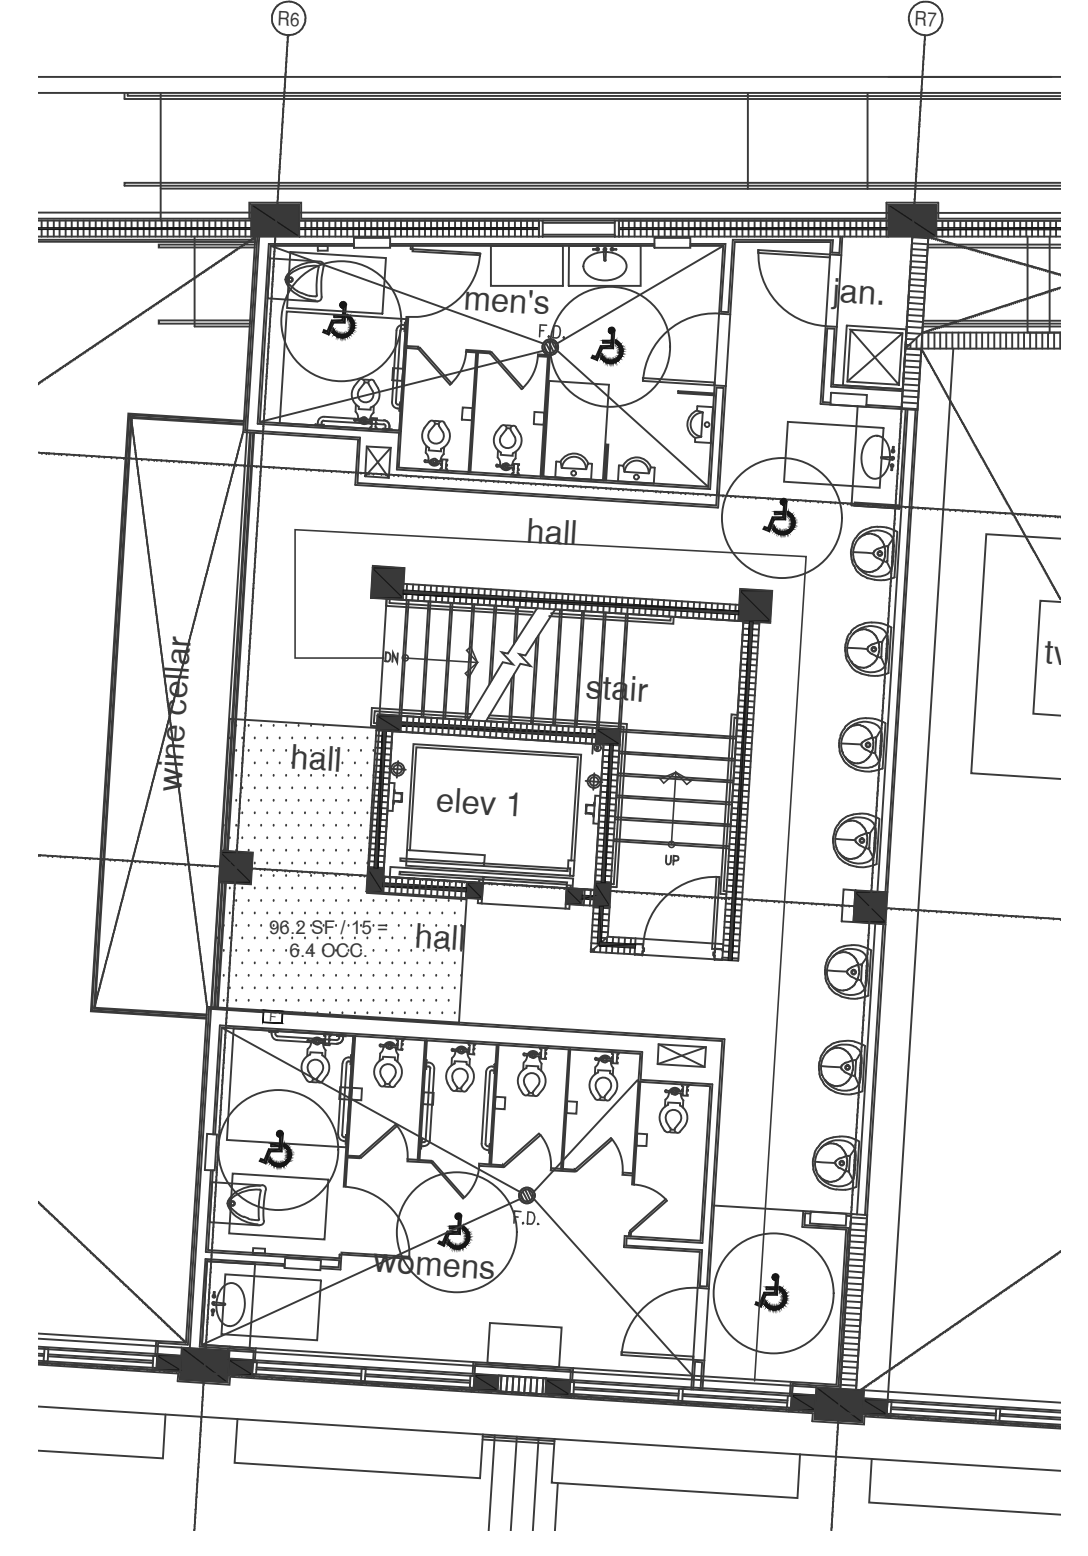 R6
R7
men's
jan.
F.D.
hall
DN
stair
wine cellar
hall
elev 1
UP
96.2 SF / 15 =
6.4 OCC.
hall
F
F.D.
womens